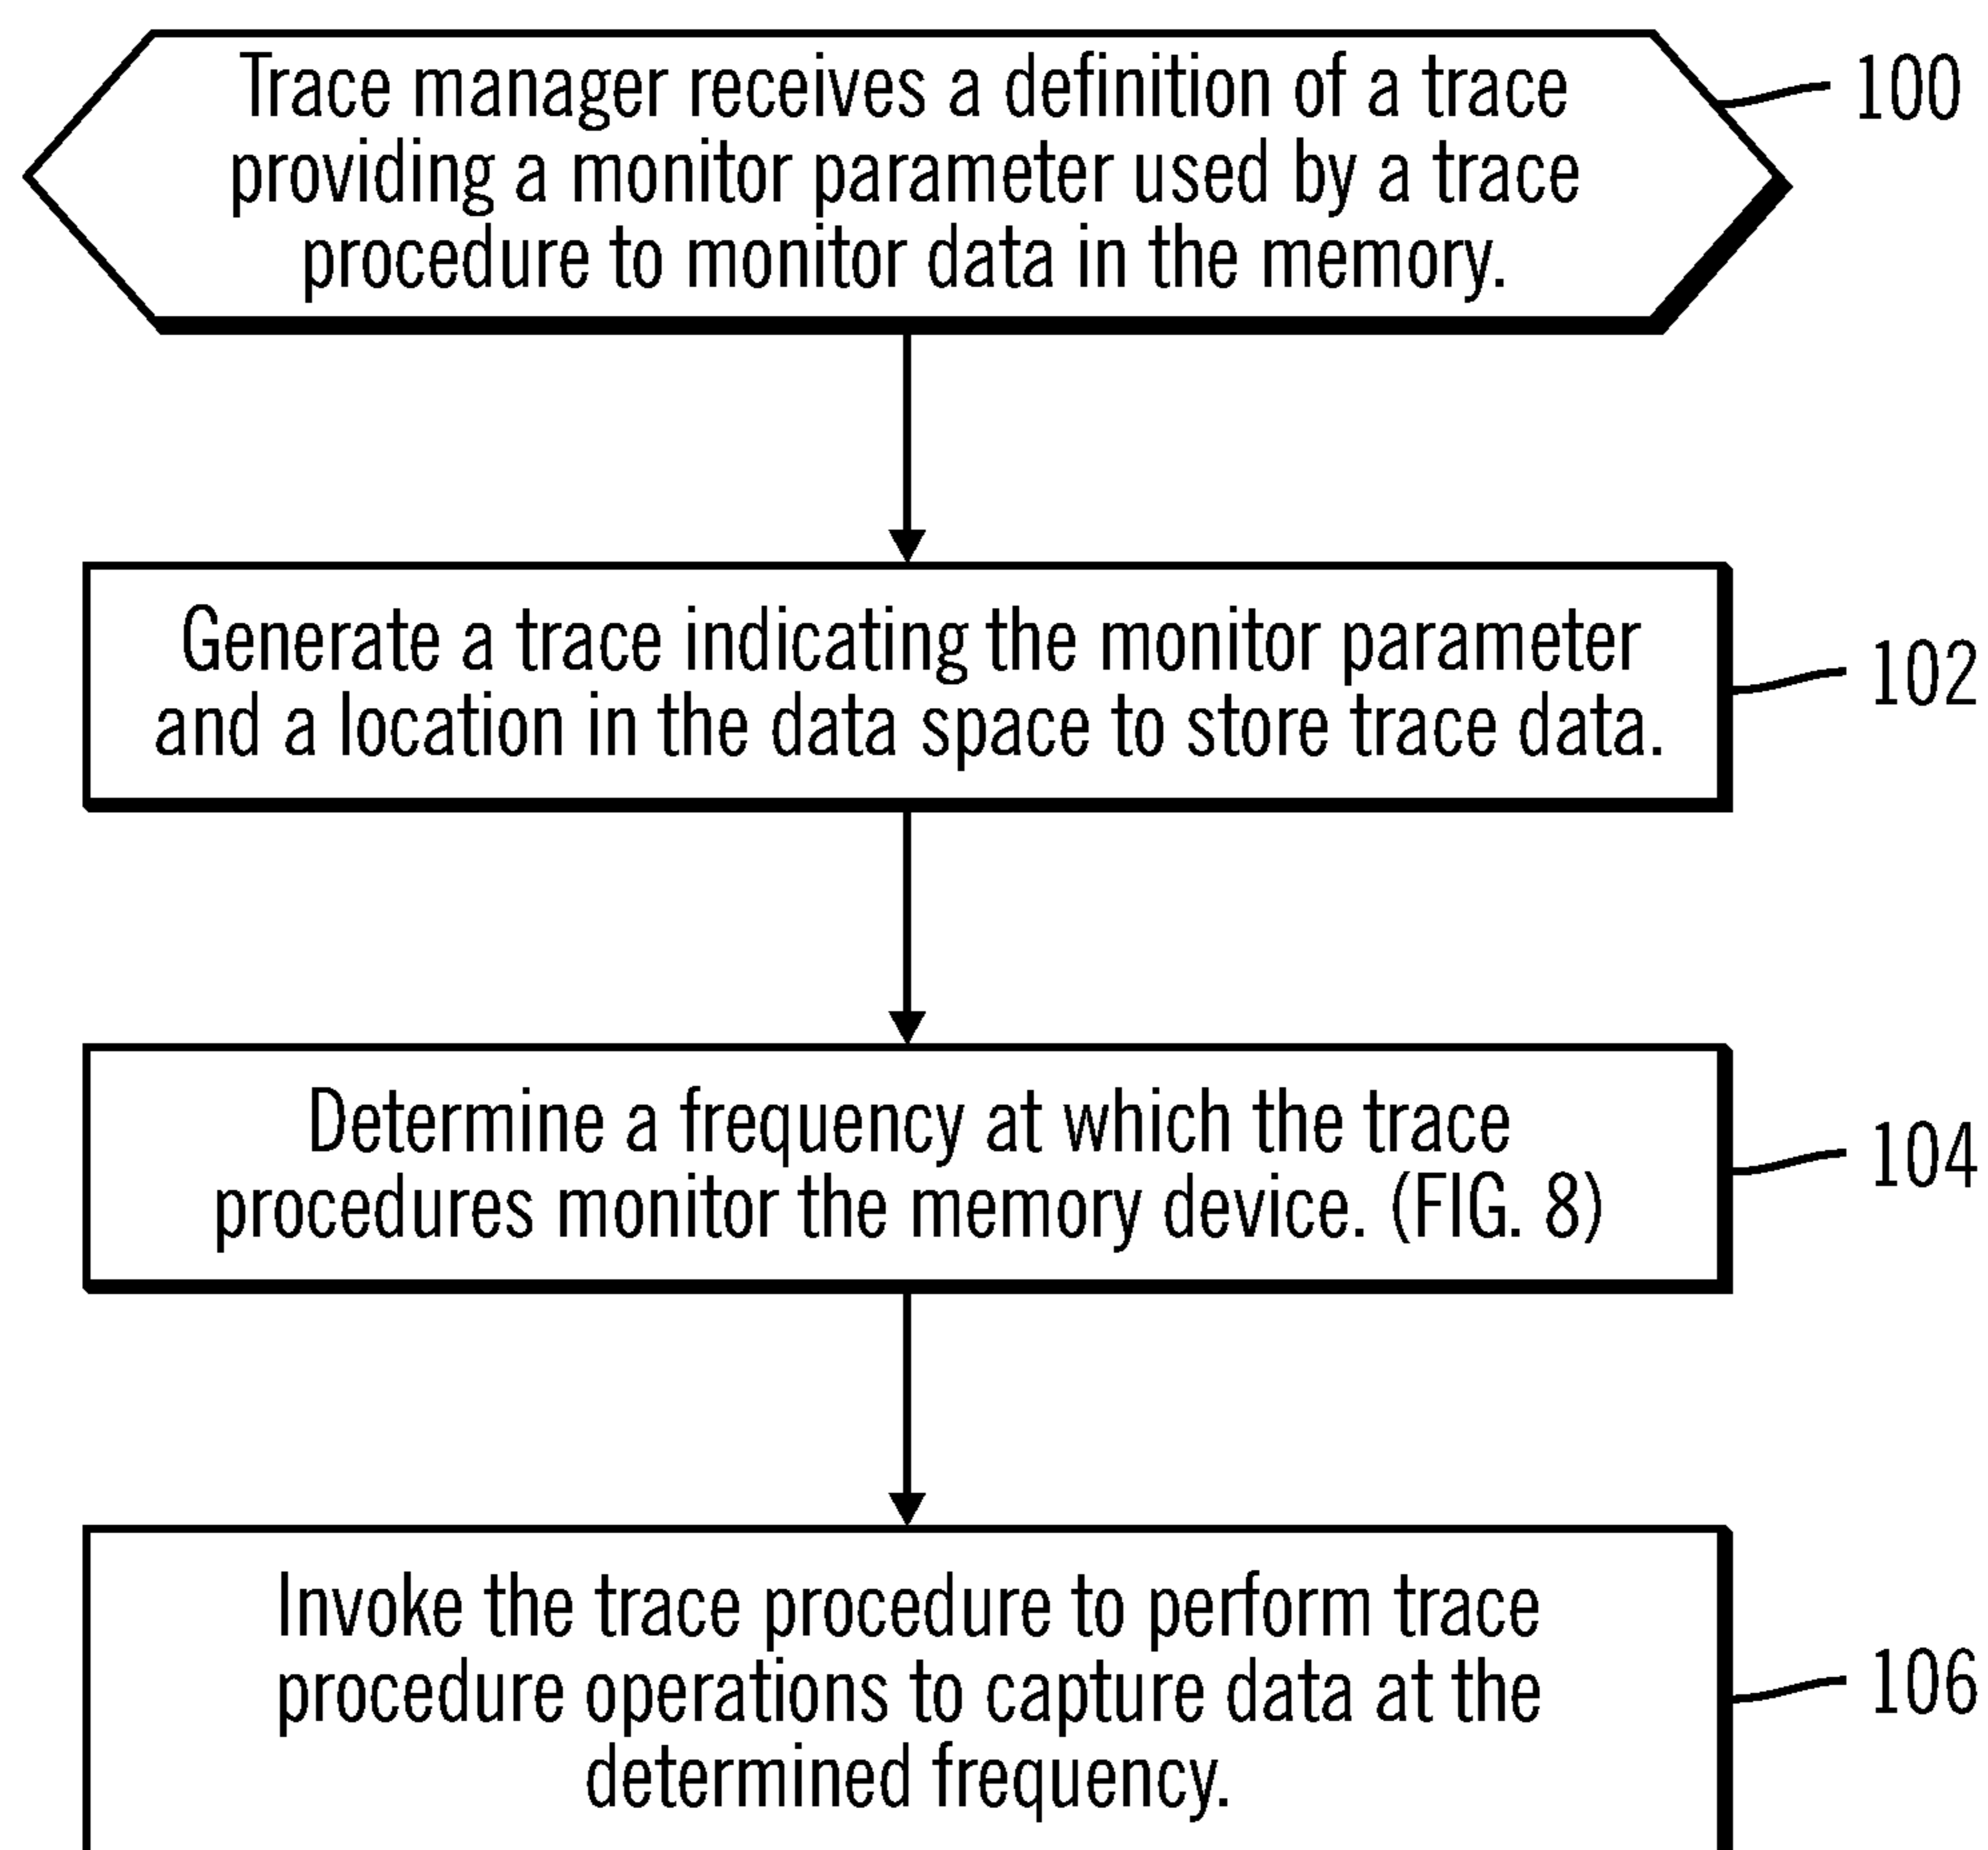 Trace manager receives a definition of a trace
providing a monitor parameter used by a trace
procedure to monitor data in the memory.
100
Generate a trace indicating the monitor parameter
and a location in the data space to store trace data.
102
Determine a frequency at which the trace
procedures monitor the memory device. (FIG. 8)
104
Invoke the trace procedure to perform trace
procedure operations to capture data at the
determined frequency.
106